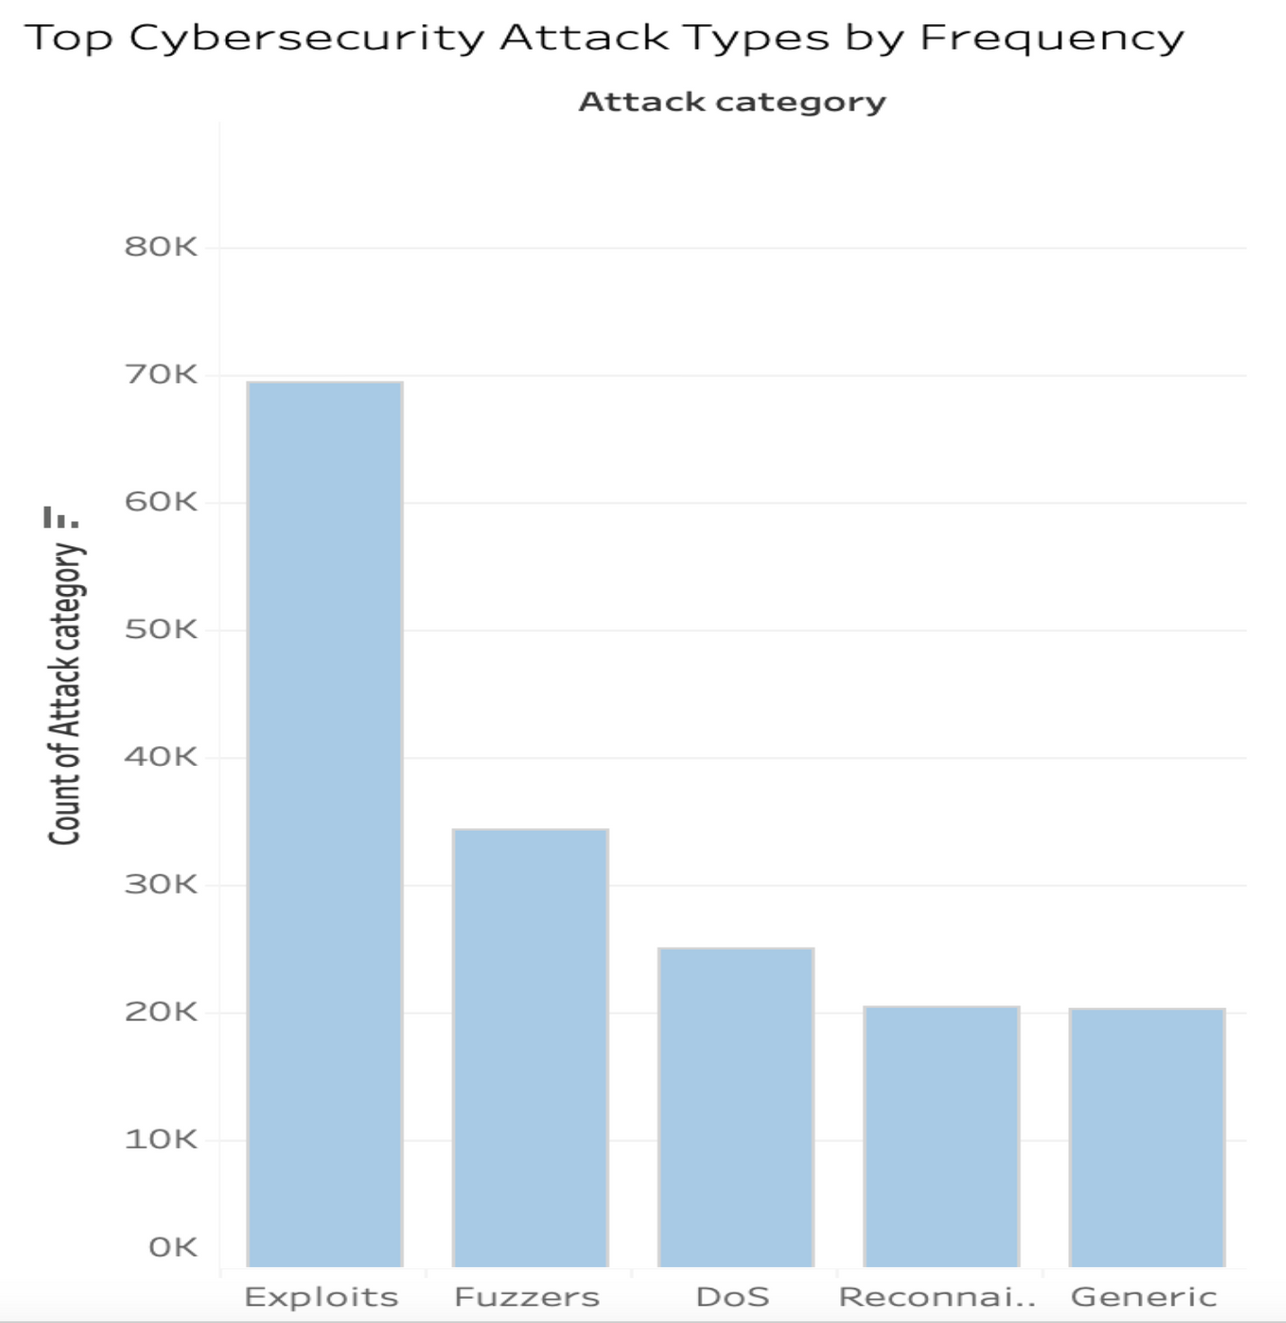 Top Cybersecurity Attack Types by Frequency
Attack category
80K
70K
60K
50K
40K
30K
20K
10K
0K
Count of Attack category
Exploits Fuzzers DoS Reconnai.. Generic